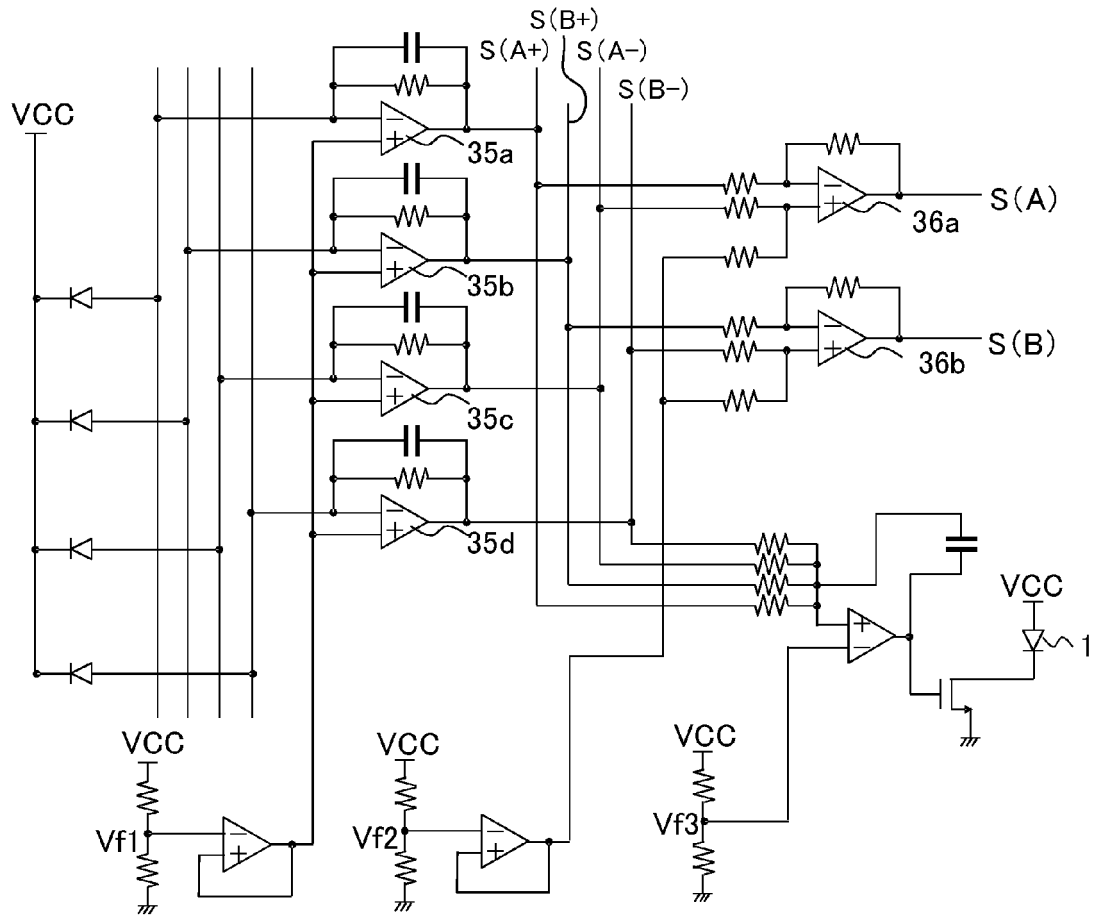 S(B+)
S(A+)
S(A-)
S(B-)
VCC
35a
35b
35c
35d
36a
S(A)
36b
S(B)
VCC
1
VCC
Vf1
VCC
Vf2
VCC
Vf3